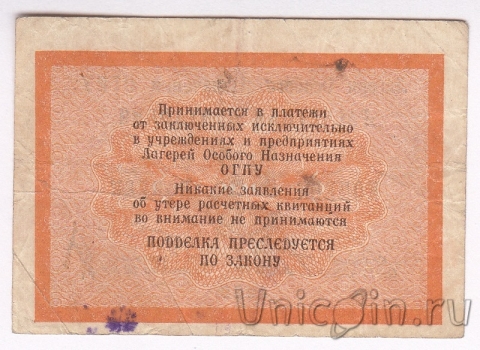 Принимается в платежи
от заключенных исключительно
в учреждениях и предприятиях
Лагерей Особого Назначения
ОГПУ
Никакие заявления
об утере расчетных квитанций
во внимание не принимаются
ПОДДЕЛКА ПРЕСЛЕДУЕТСЯ
ПО ЗАКОНУ
UniCoin.ru